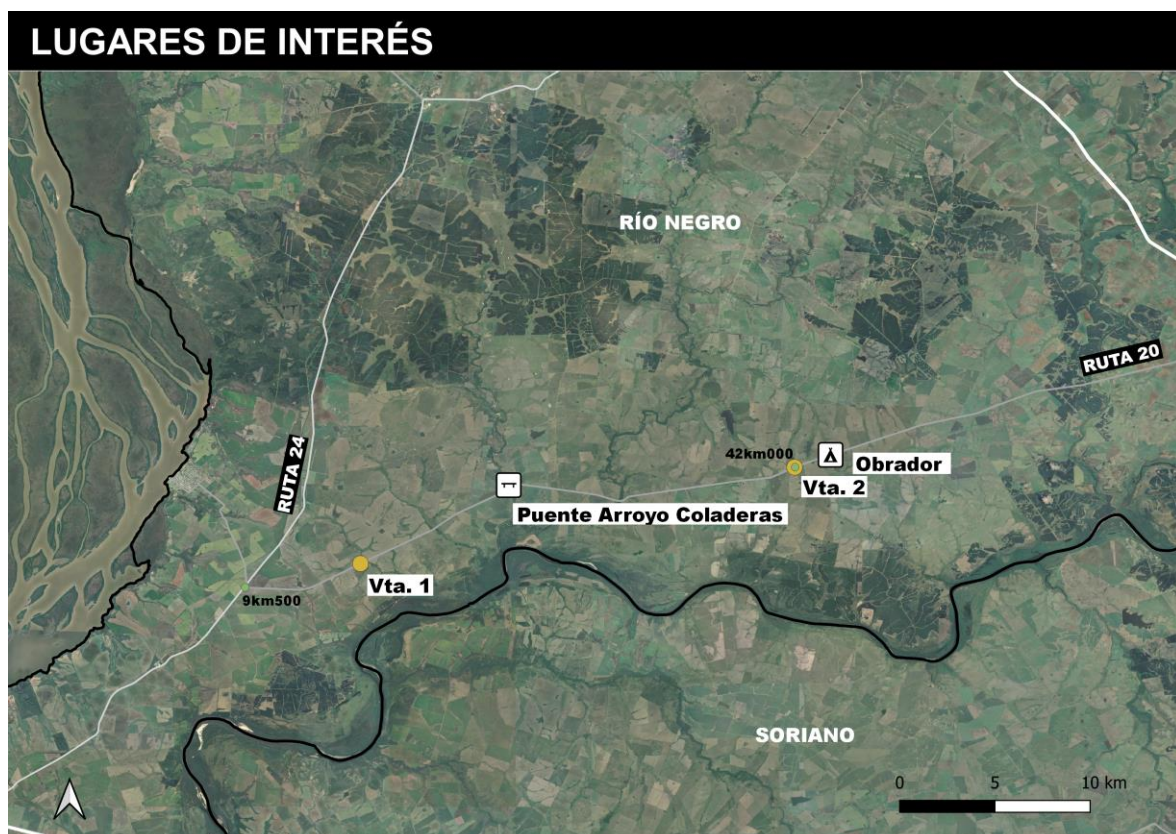 LUGARES DE INTERÉS
RÍO NEGRO
RUTA 20
RUTA 24
42km000
Obrador
Vta. 2
Puente Arroyo Coladeras
Vta. 1
9km500
SORIANO
0 5 10 km